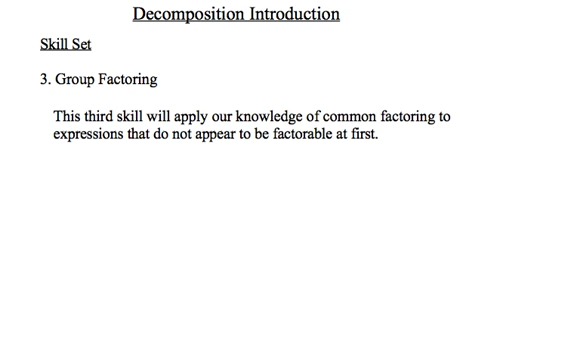 Decomposition Introduction
Skill Set
3. Group Factoring
This third skill will apply our knowledge of common factoring to
expressions that do not appear to be factorable at first.